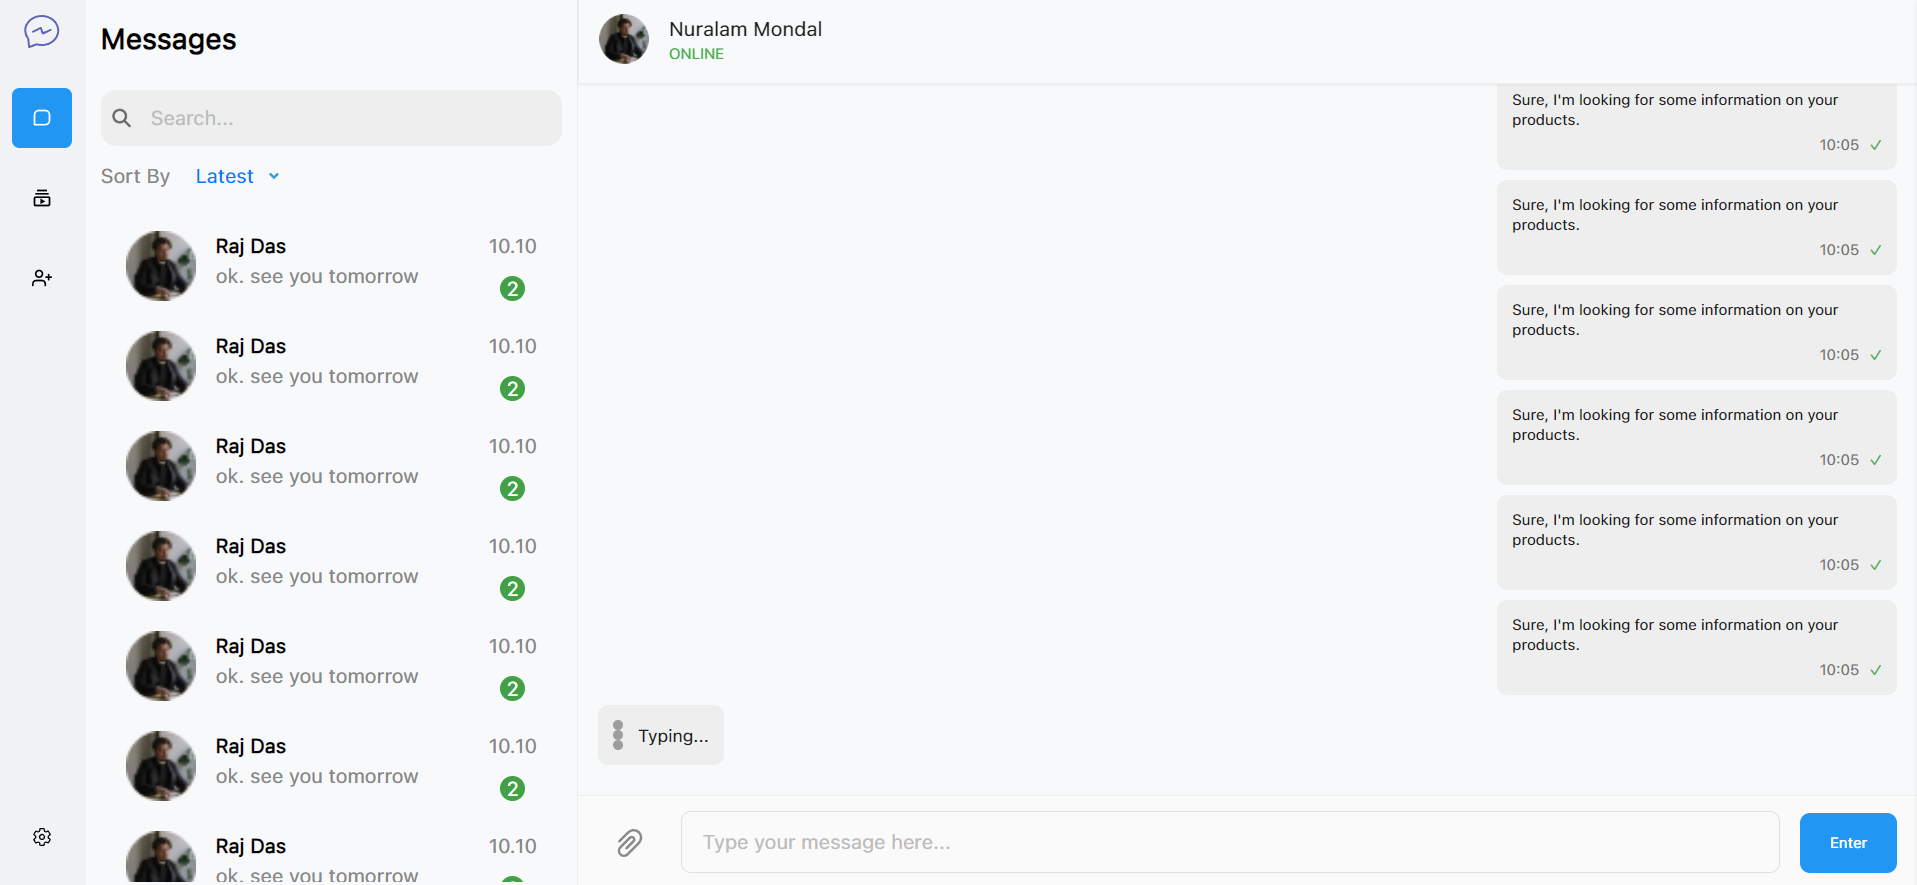 Messages
Search...
Sort By Latest
Raj Das 10.10
ok. see you tomorrow
2
Raj Das 10.10
ok. see you tomorrow
2
Raj Das 10.10
ok. see you tomorrow
2
Raj Das 10.10
ok. see you tomorrow
2
Raj Das 10.10
ok. see you tomorrow
2
Raj Das 10.10
ok. see you tomorrow
2
Raj Das 10.10
ok. see you tomorrow
Nuralam Mondal
ONLINE
Sure, I'm looking for some information on your
products.
10:05
Sure, I'm looking for some information on your
products.
10:05
Sure, I'm looking for some information on your
products.
10:05
Sure, I'm looking for some information on your
products.
10:05
Sure, I'm looking for some information on your
products.
10:05
Sure, I'm looking for some information on your
products.
10:05
Typing...
Type your message here...
Enter